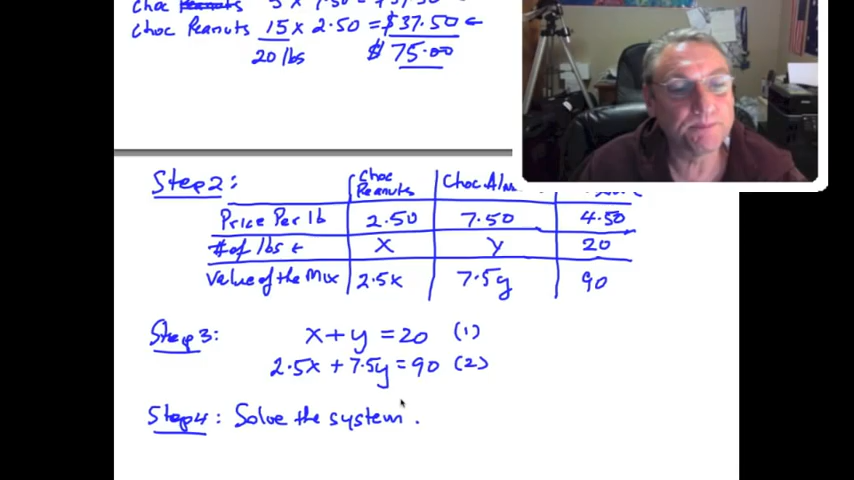 Choc Peanuts 15 x 2.50 = $37.50 ←
20 lbs $75.00
Step 2:
Choc Peanuts Choc Alm
Price Per lb 2.50 7.50 4.50
# of lbs ← x y 20
Value of the Mix 2.5x 7.5y 90
Step 3: x + y = 20 (1)
2.5x + 7.5y = 90 (2)
Step 4: Solve the system.